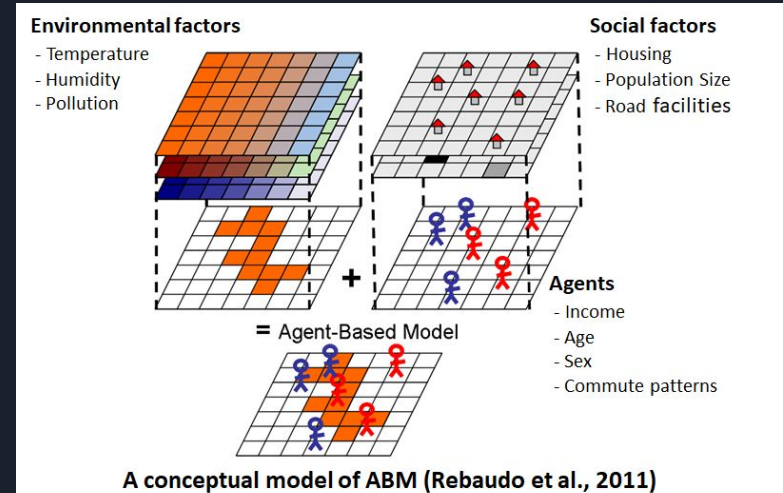 Environmental factors
- Temperature
- Humidity
- Pollution
Social factors
- Housing
- Population Size
- Road facilities
+
Agents
- Income
- Age
- Sex
- Commute patterns
= Agent-Based Model
A conceptual model of ABM (Rebaudo et al., 2011)